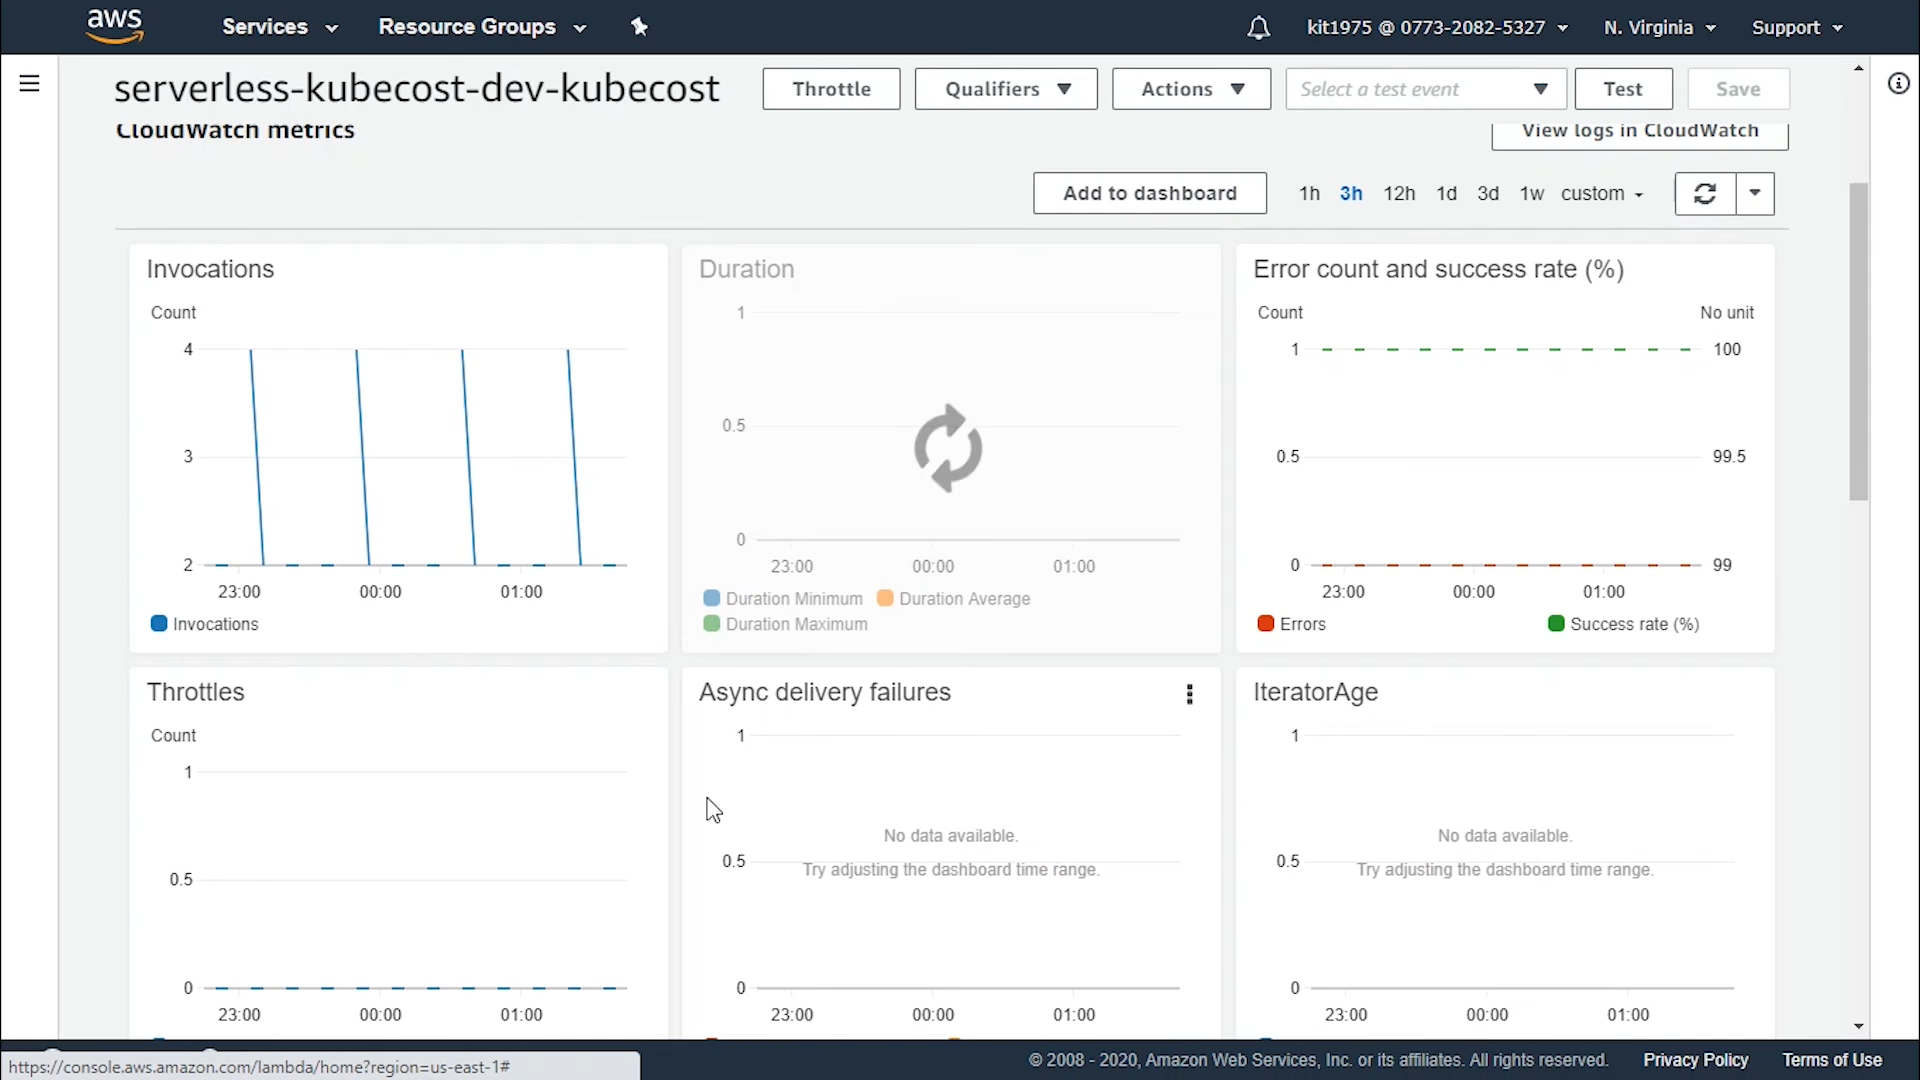 aws Services Resource Groups kit1975 @ 0773-2082-5327 N. Virginia Support
serverless-kubecost-dev-kubecost Throttle Qualifiers Actions Select a test event Test Save
CloudWatch metrics View logs in CloudWatch
Add to dashboard 1h 3h 12h 1d 3d 1w custom
Invocations
Count
4
3
2
23:00 00:00 01:00
Invocations
Duration
1
0.5
0
23:00 00:00 01:00
Duration Minimum Duration Average
Duration Maximum
Error count and success rate (%)
Count No unit
1 100
0.5 99.5
0 99
23:00 00:00 01:00
Errors Success rate (%)
Throttles
Count
1
0.5
0
23:00 00:00 01:00
Async delivery failures
1
No data available.
0.5
Try adjusting the dashboard time range.
0
23:00 00:00 01:00
IteratorAge
1
No data available.
0.5
Try adjusting the dashboard time range.
0
23:00 00:00 01:00
https://console.aws.amazon.com/lambda/home?region=us-east-1#
© 2008 - 2020, Amazon Web Services, Inc. or its affiliates. All rights reserved. Privacy Policy Terms of Use